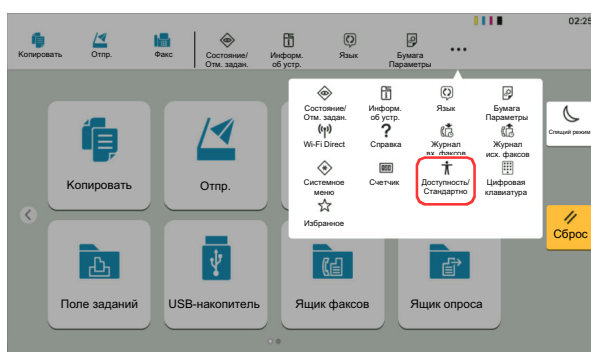 02:25
Копировать
Отпр.
Факс
Состояние/
Отм. задан.
Информ.
об устр.
Язык
Бумага
Параметры
Состояние/
Отм. задан.
Информ.
об устр.
Язык
Бумага
Параметры
Wi-Fi Direct
Справка
Журнал
вх. факсов
Журнал
исх. факсов
Системное
меню
Счетчик
Доступность/
Стандартно
Цифровая
клавиатура
Избранное
Спящий режим
Сброс
Копировать
Отпр.
Поле заданий
USB-накопитель
Ящик факсов
Ящик опроса